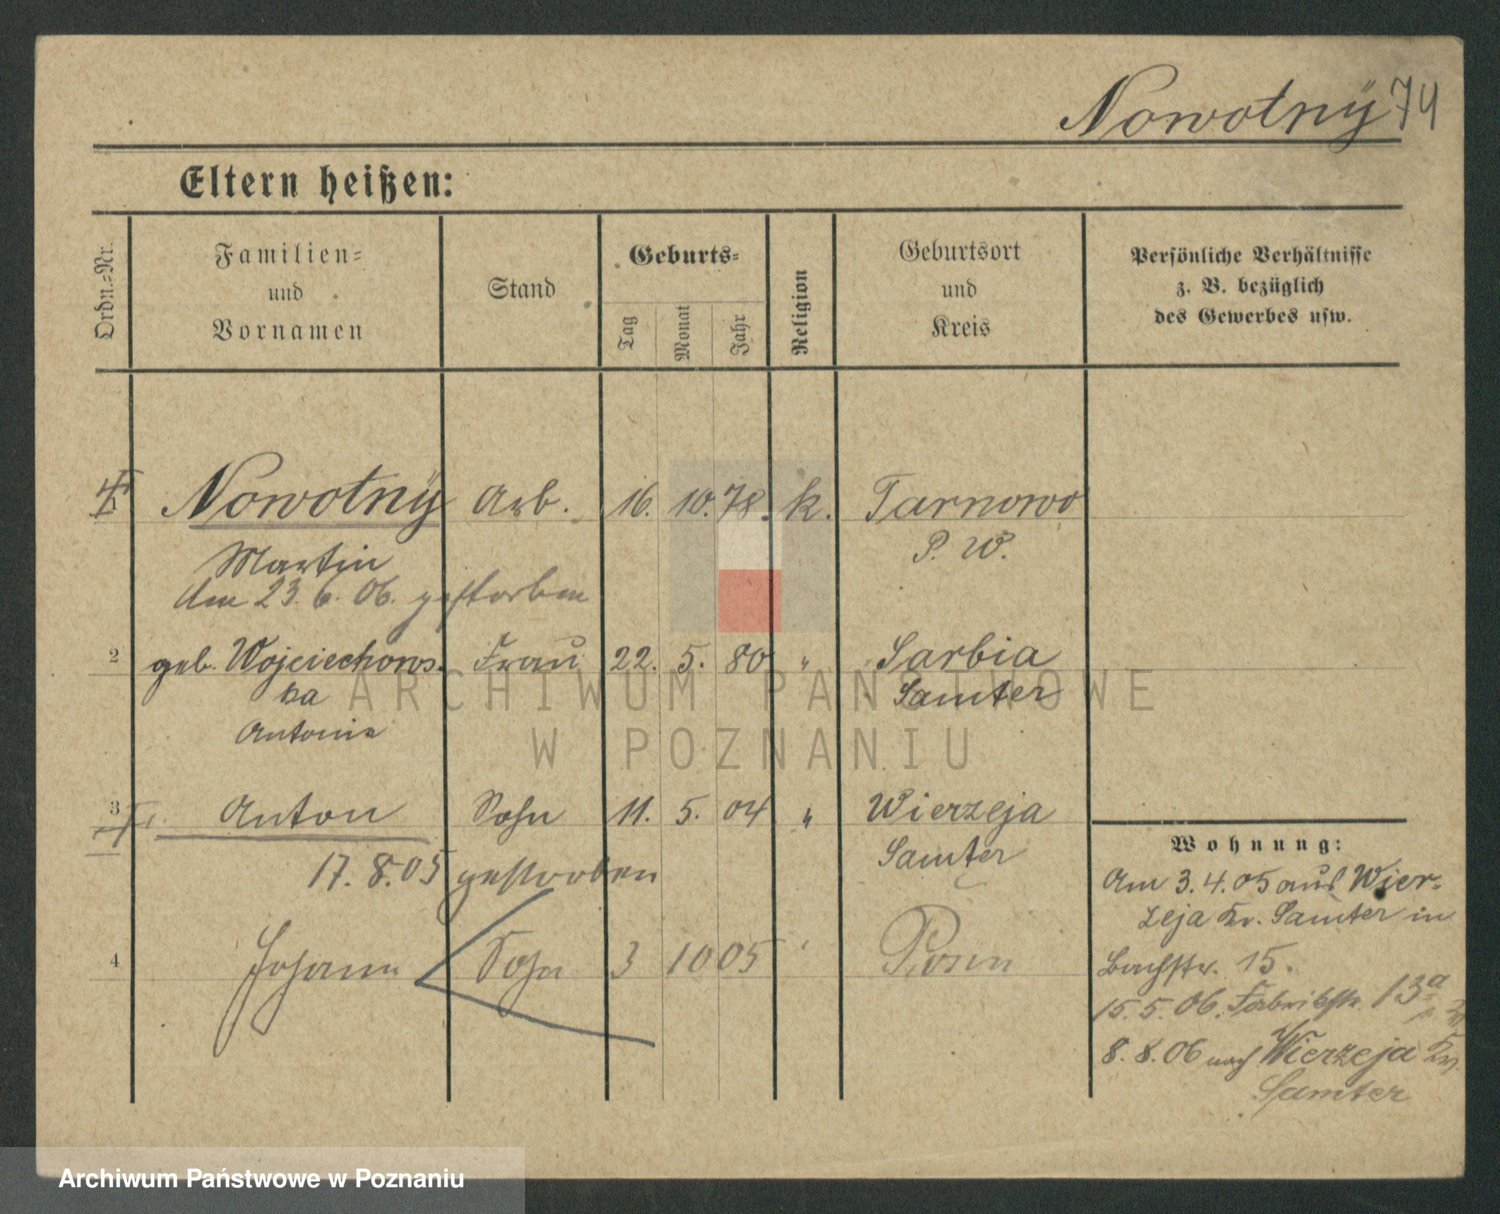 Nowotnÿ 74
Eltern heißen:
Ordn.=Nr.
Familien=
und
Vornamen
Stand
Geburts=
Tag
Monat
Jahr
Religion
Geburtsort
und
Kreis
Persönliche Verhältnisse
z. B. bezüglich
des Gewerbes usw.
Nowotnÿ Arb. 16. 10. 78. k. Tarnowo
Martin P. W.
Am 23. 6. 06. gestorben
2 geb. Wojciechows- Frau 22. 5. 80 " Sarbia
ka Samter
Antonie
3 Anton Sohn 11. 5. 04 " Wierzeja
Samter
17. 8. 05 gestorben
4 Johann Sohn 3 10 05 " Posen
Wohnung:
Am 3. 4. 05 aus Wier-
zeja Kr. Samter in
Bachstr. 15.
15. 5. 06. Fabrikstr. 13a
8. 8. 06 nach Wierzeja Kr.
Samter
ARCHIWUM PAŃSTWOWE
W POZNANIU
Archiwum Państwowe w Poznaniu